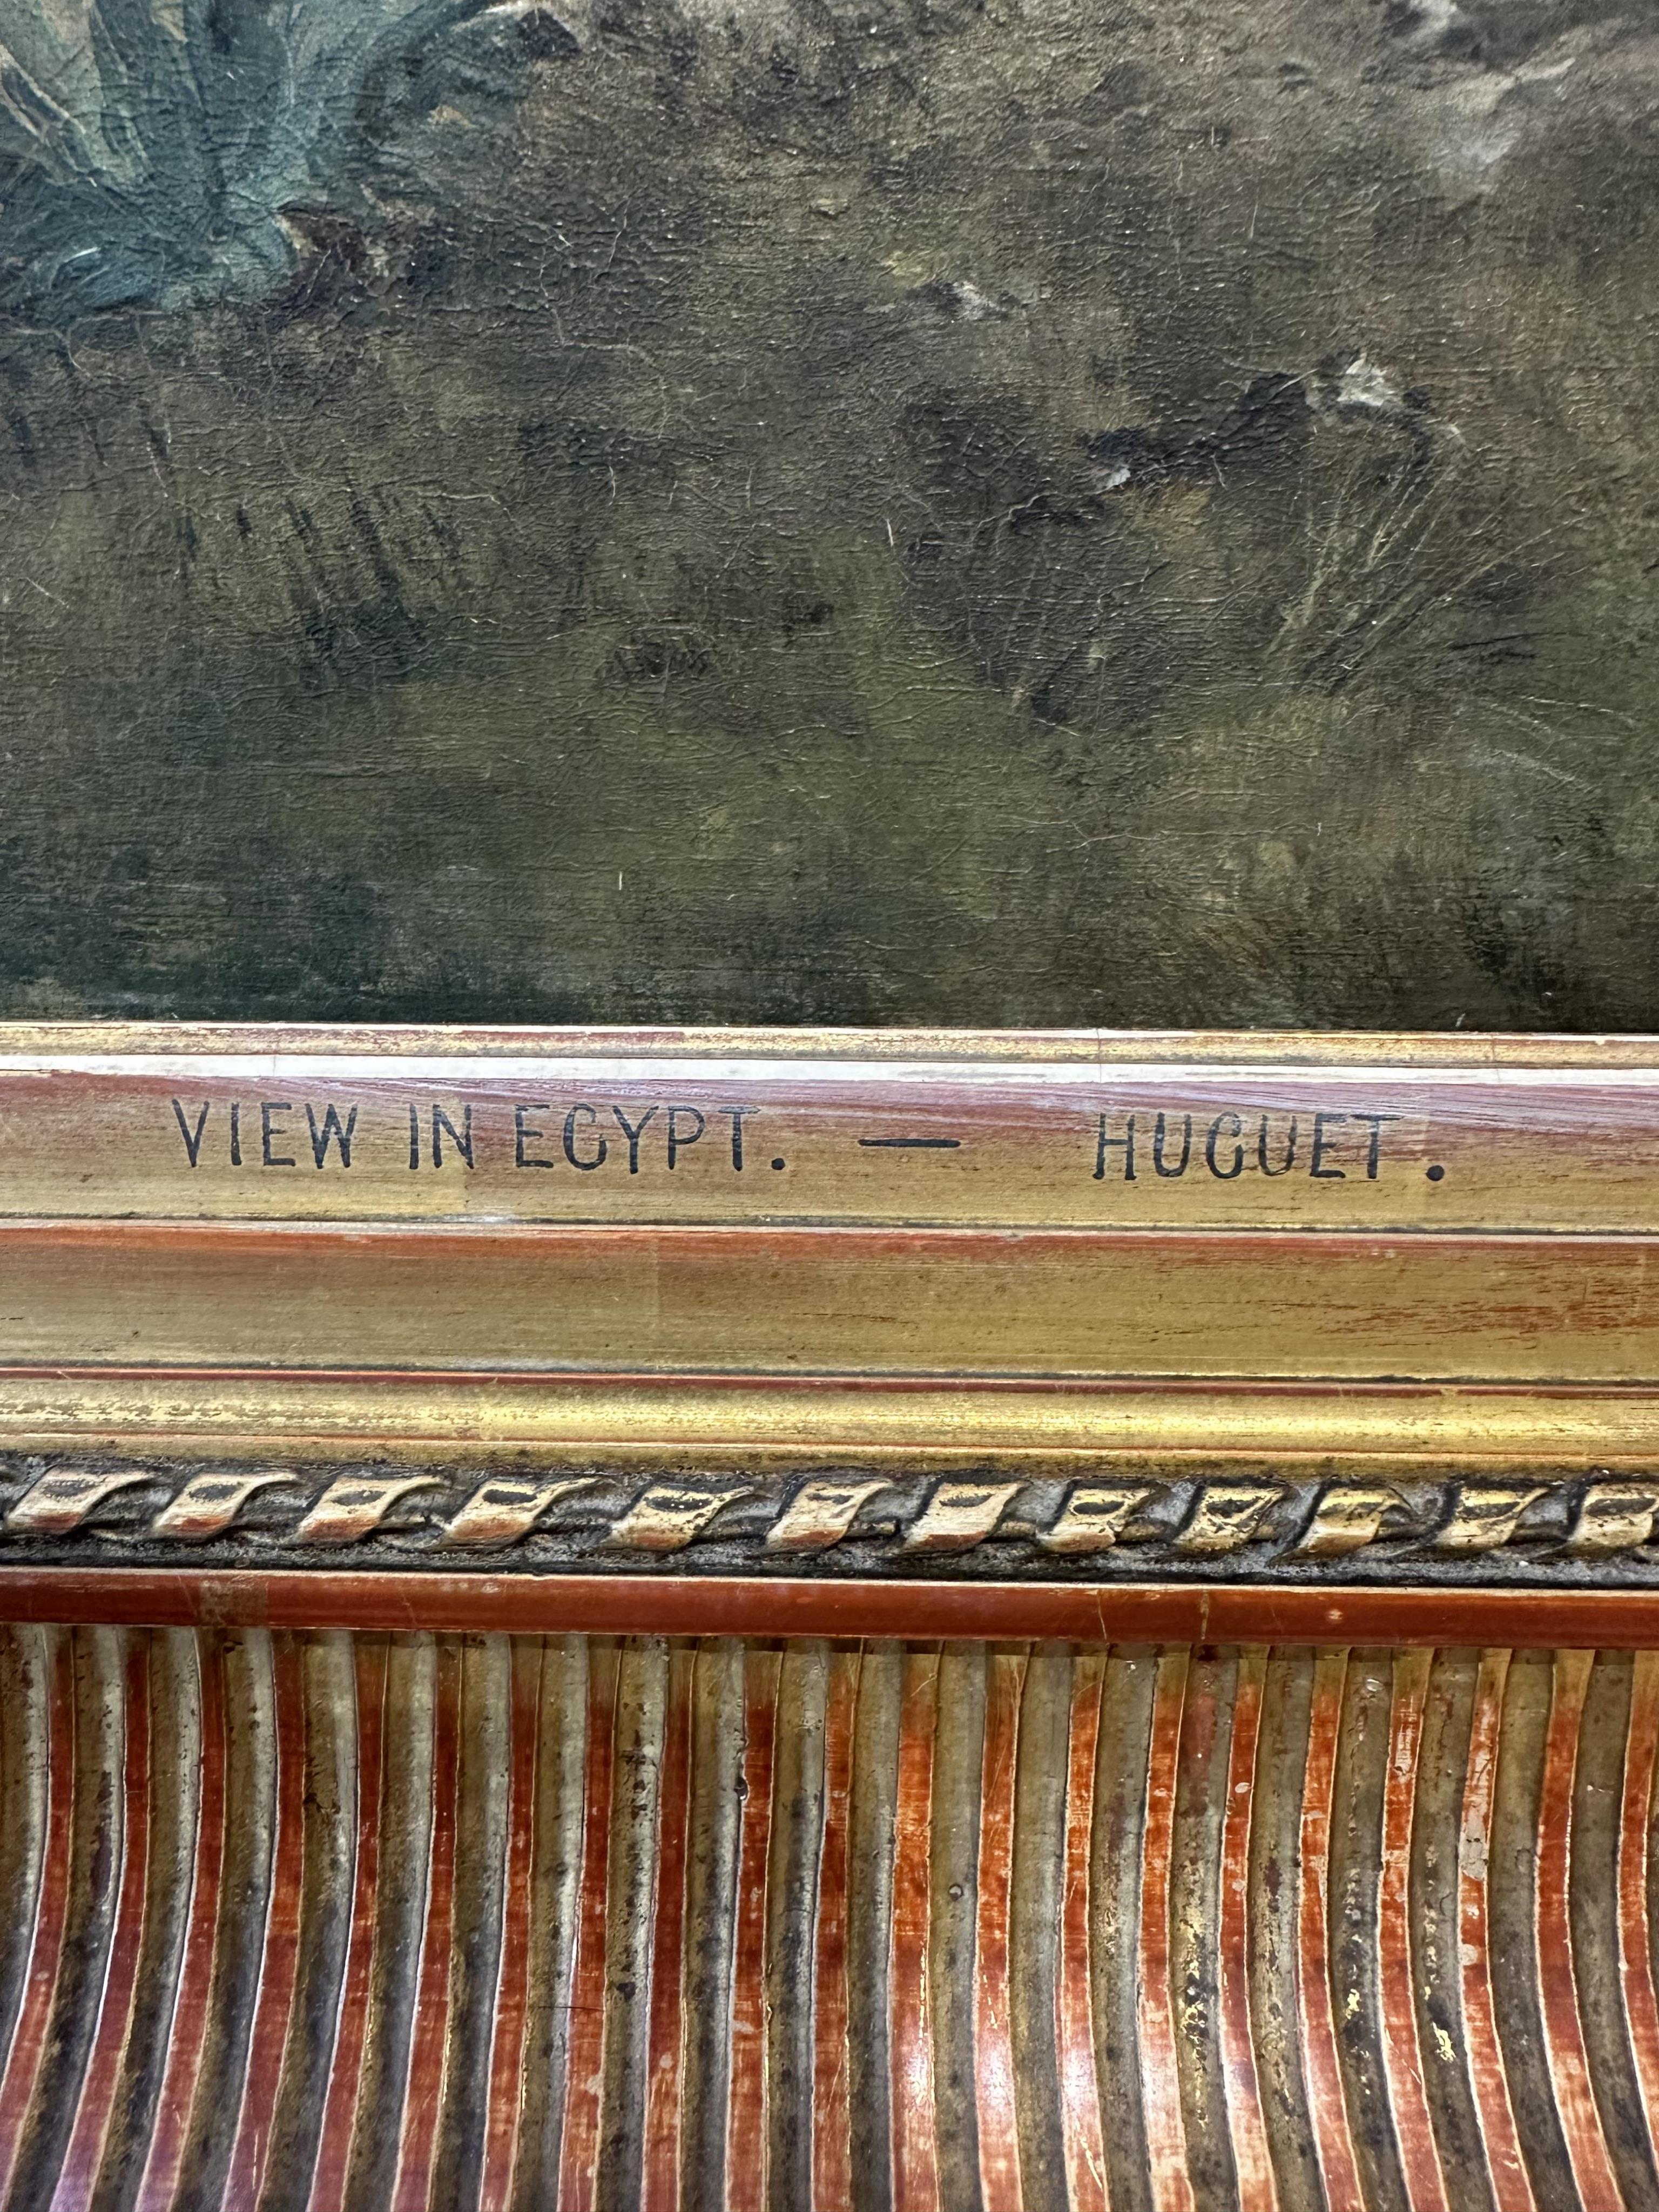 VIEW IN EGYPT. — HUGUET.